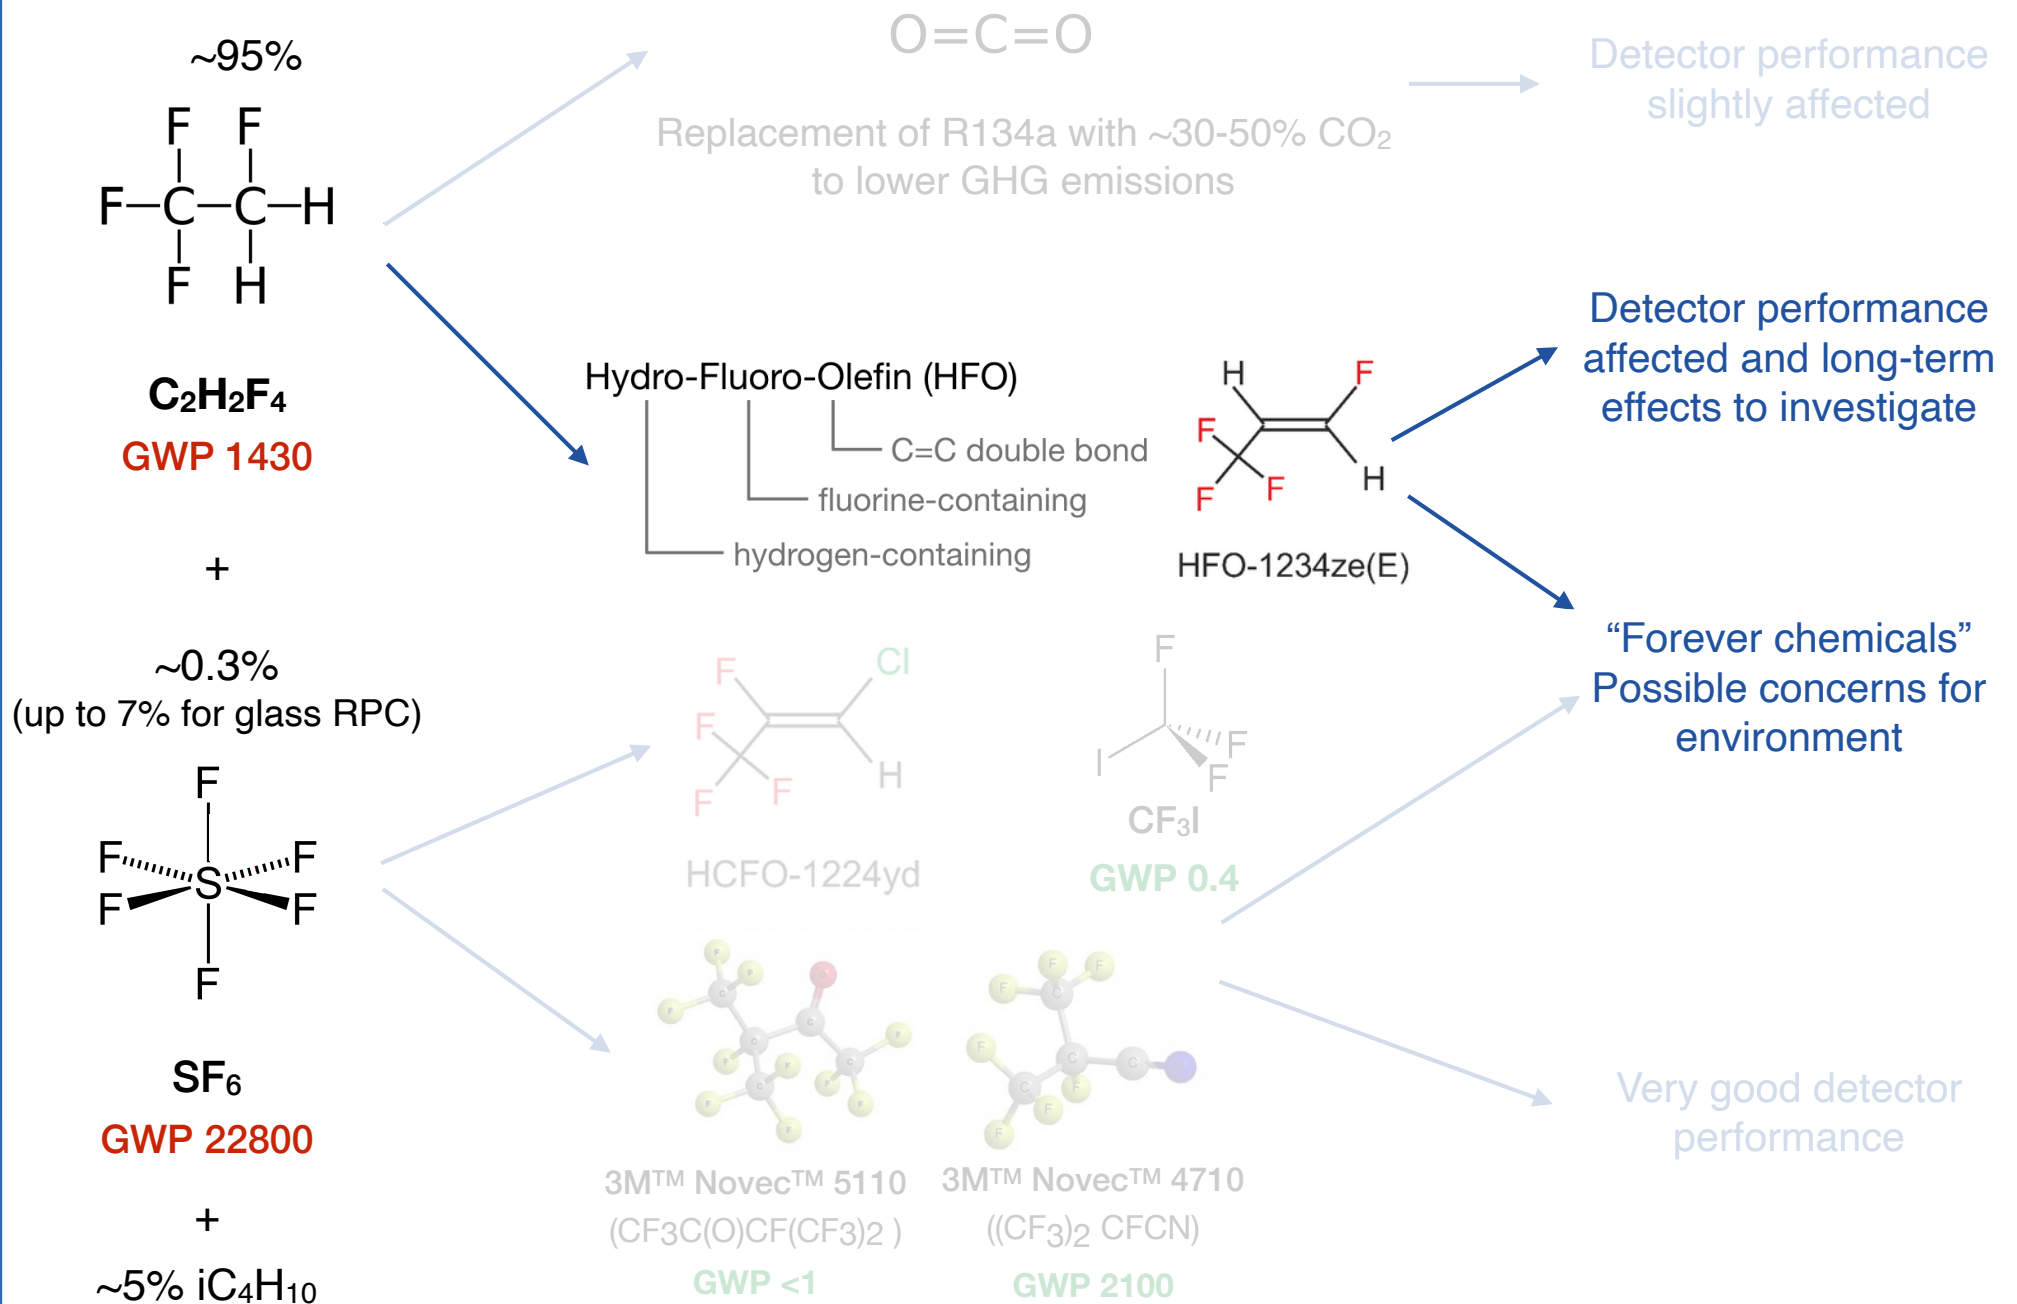 ~95%
F F
F C C H
F H
C₂H₂F₄
GWP 1430
+
~0.3%
(up to 7% for glass RPC)
F
F F
S
F F
F
SF₆
GWP 22800
+
~5% iC₄H₁₀
O=C=O
Replacement of R134a with ~30-50% CO₂
to lower GHG emissions
Detector performance
slightly affected
Hydro-Fluoro-Olefin (HFO)
C=C double bond
fluorine-containing
hydrogen-containing
H F
F
F F H
HFO-1234ze(E)
Detector performance
affected and long-term
effects to investigate
“Forever chemicals”
Possible concerns for
environment
F Cl
F
F F H
HCFO-1224yd
F
I F
F
CF₃I
GWP 0.4
3M™ Novec™ 5110
(CF3C(O)CF(CF3)2 )
GWP <1
3M™ Novec™ 4710
((CF₃)₂ CFCN)
GWP 2100
Very good detector
performance